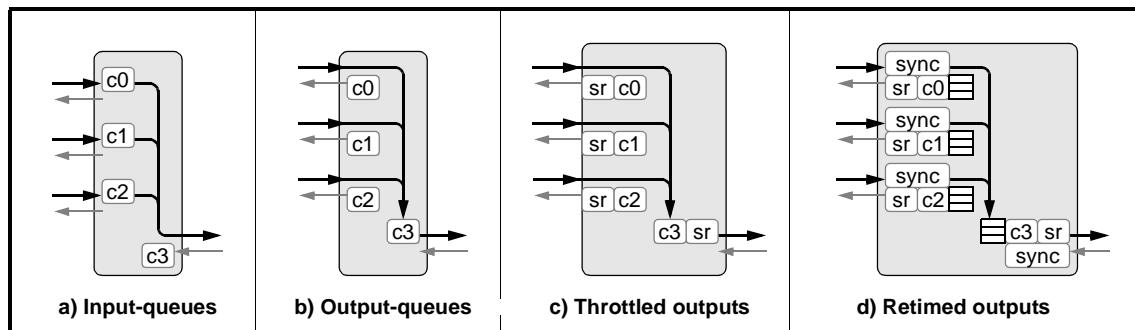 c0
c1
c2
c3
a) Input-queues
c0
c1
c2
c3
b) Output-queues
sr c0
sr c1
sr c2
c3 sr
c) Throttled outputs
sync
sr c0
sync
sr c1
sync
sr c2
c3 sr
sync
d) Retimed outputs